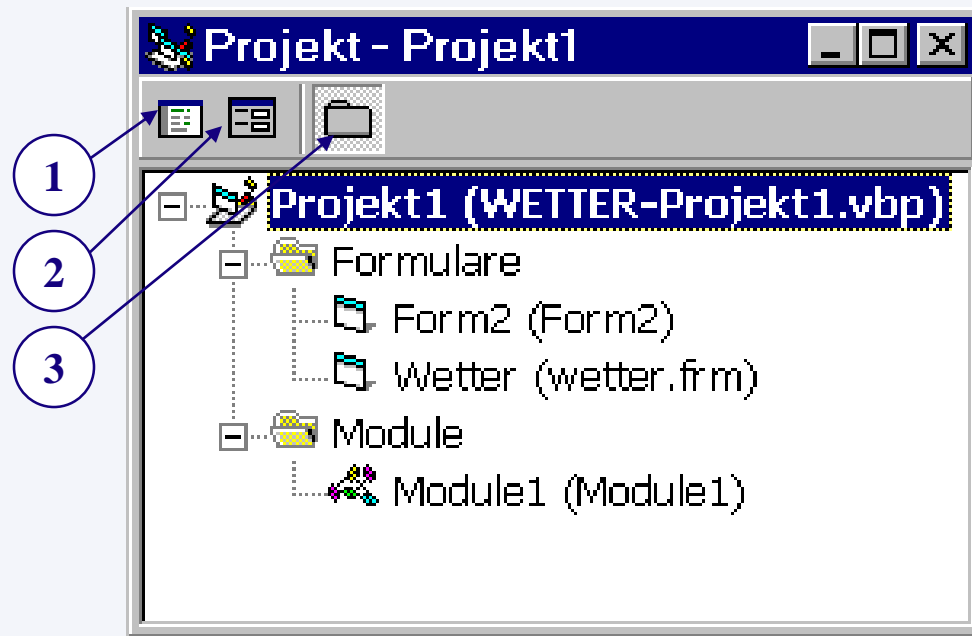 Projekt - Projekt1
1
2
3
Projekt1 (WETTER-Projekt1.vbp)
Formulare
Form2 (Form2)
Wetter (wetter.frm)
Module
Module1 (Module1)